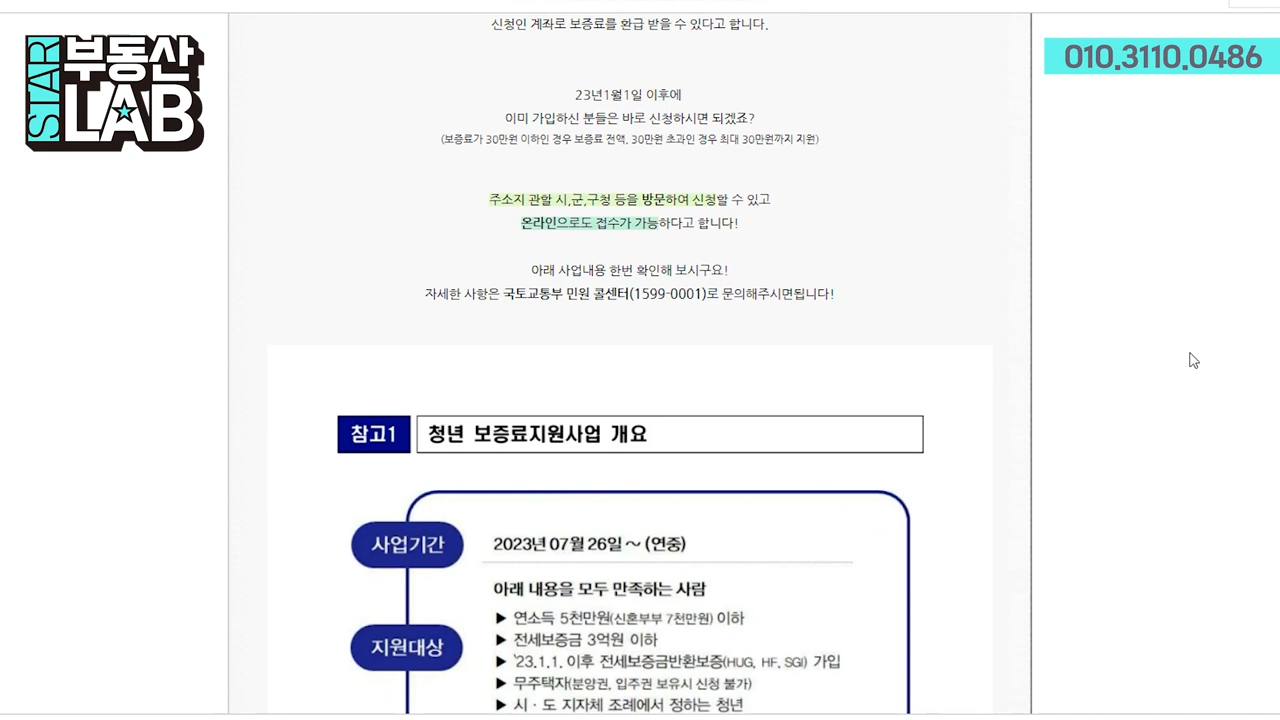 STAR
부동산
LAB
010.3110.0486
신청인 계좌로 보증료를 환급 받을 수 있다고 합니다.
23년1월1일 이후에
이미 가입하신 분들은 바로 신청하시면 되겠죠?
(보증료가 30만원 이하인 경우 보증료 전액, 30만원 초과인 경우 최대 30만원까지 지원)
주소지 관할 시,군,구청 등을 방문하여 신청할 수 있고
온라인으로도 접수가 가능하다고 합니다!
아래 사업내용 한번 확인해 보시구요!
자세한 사항은 국토교통부 민원 콜센터(1599-0001)로 문의해주시면됩니다!
참고1 청년 보증료지원사업 개요
사업기간 2023년 07월 26일 ~ (연중)
아래 내용을 모두 만족하는 사람
▶ 연소득 5천만원(신혼부부 7천만원) 이하
▶ 전세보증금 3억원 이하
지원대상
▶ '23.1.1. 이후 전세보증금반환보증(HUG, HF, SGI) 가입
▶ 무주택자(분양권, 입주권 보유시 신청 불가)
▶ 시 · 도 지자체 조례에서 정하는 청년